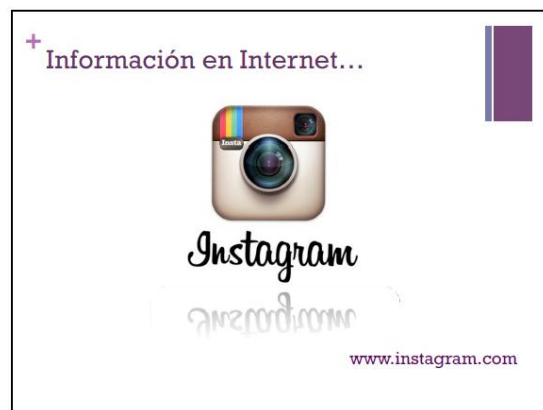 +
Información en Internet...
Insta
Instagram
www.instagram.com